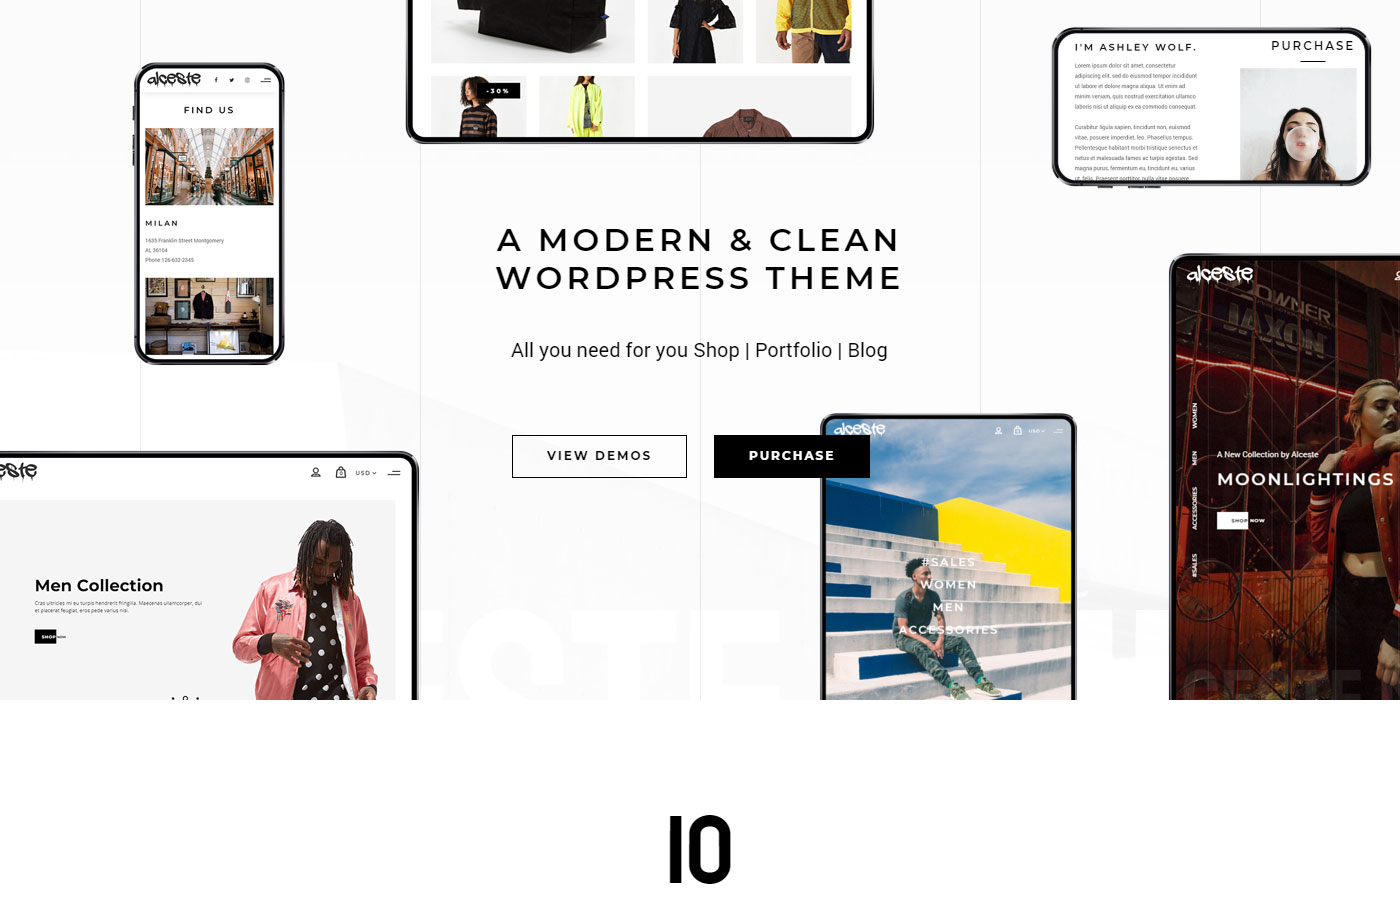 -30%
I'M ASHLEY WOLF.
Lorem ipsum dolor sit amet, consectetur
adipiscing elit, sed do eiusmod tempor incididunt
ut labore et dolore magna aliqua. Ut enim ad
minim veniam, quis nostrud exercitation ullamco
laboris nisi ut aliquip ex ea commodo consequat.
Curabitur ligula sapien, tincidunt non, euismod
vitae, posuere imperdiet, leo. Phasellus tempus.
Pellentesque habitant morbi tristique senectus et
netus et malesuada fames ac turpis egestas. Sed
magna purus, fermentum eu, tincidunt eu, varius
ut, felis. Praesent porttitor, nulla vitae posuere
PURCHASE
alceste
FIND US
MILAN
1635 Franklin Street Montgomery
AL 36104
Phone 126-632-2345
A MODERN & CLEAN
WORDPRESS THEME
All you need for you Shop | Portfolio | Blog
VIEW DEMOS
PURCHASE
alceste
OWNER
JAXON
WOMEN
MEN
ACCESSORIES
#SALES
A New Collection by Alceste
MOONLIGHTINGS
SHOP NOW
este
0
USD
Men Collection
Cras ultricies mi eu turpis hendrerit fringilla. Maecenas ullamcorper, dui
et placerat feugiat, eros pede varius nisi.
SHOP NOW
alceste
USD
#SALES
WOMEN
MEN
ACCESSORIES
ESTE
10